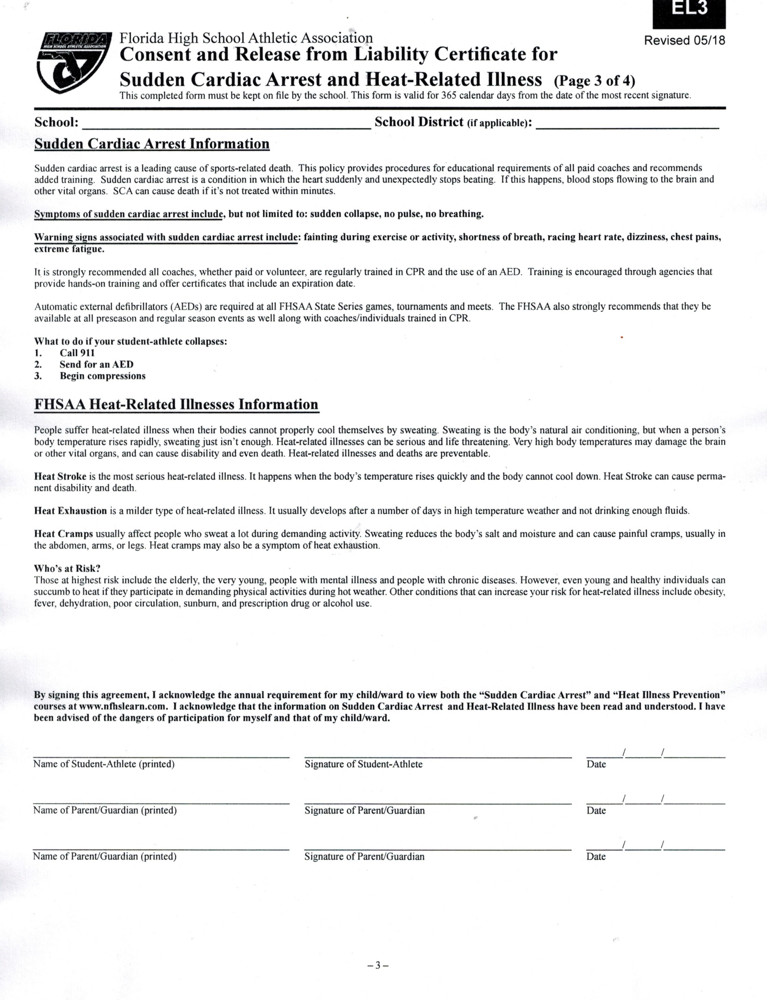 EL3
FLORIDA
HIGH SCHOOL ATHLETIC ASSOCIATION
Florida High School Athletic Association
Revised 05/18
Consent and Release from Liability Certificate for
Sudden Cardiac Arrest and Heat-Related Illness (Page 3 of 4)
This completed form must be kept on file by the school. This form is valid for 365 calendar days from the date of the most recent signature.
School: School District (if applicable):
Sudden Cardiac Arrest Information
Sudden cardiac arrest is a leading cause of sports-related death. This policy provides procedures for educational requirements of all paid coaches and recommends
added training. Sudden cardiac arrest is a condition in which the heart suddenly and unexpectedly stops beating. If this happens, blood stops flowing to the brain and
other vital organs. SCA can cause death if it's not treated within minutes.
Symptoms of sudden cardiac arrest include, but not limited to: sudden collapse, no pulse, no breathing.
Warning signs associated with sudden cardiac arrest include: fainting during exercise or activity, shortness of breath, racing heart rate, dizziness, chest pains,
extreme fatigue.
It is strongly recommended all coaches, whether paid or volunteer, are regularly trained in CPR and the use of an AED. Training is encouraged through agencies that
provide hands-on training and offer certificates that include an expiration date.
Automatic external defibrillators (AEDs) are required at all FHSAA State Series games, tournaments and meets. The FHSAA also strongly recommends that they be
available at all preseason and regular season events as well along with coaches/individuals trained in CPR.
What to do if your student-athlete collapses:
1. Call 911
2. Send for an AED
3. Begin compressions
FHSAA Heat-Related Illnesses Information
People suffer heat-related illness when their bodies cannot properly cool themselves by sweating. Sweating is the body's natural air conditioning, but when a person's
body temperature rises rapidly, sweating just isn't enough. Heat-related illnesses can be serious and life threatening. Very high body temperatures may damage the brain
or other vital organs, and can cause disability and even death. Heat-related illnesses and deaths are preventable.
Heat Stroke is the most serious heat-related illness. It happens when the body's temperature rises quickly and the body cannot cool down. Heat Stroke can cause perma-
nent disability and death.
Heat Exhaustion is a milder type of heat-related illness. It usually develops after a number of days in high temperature weather and not drinking enough fluids.
Heat Cramps usually affect people who sweat a lot during demanding activity. Sweating reduces the body's salt and moisture and can cause painful cramps, usually in
the abdomen, arms, or legs. Heat cramps may also be a symptom of heat exhaustion.
Who's at Risk?
Those at highest risk include the elderly, the very young, people with mental illness and people with chronic diseases. However, even young and healthy individuals can
succumb to heat if they participate in demanding physical activities during hot weather. Other conditions that can increase your risk for heat-related illness include obesity,
fever, dehydration, poor circulation, sunburn, and prescription drug or alcohol use.
By signing this agreement, I acknowledge the annual requirement for my child/ward to view both the “Sudden Cardiac Arrest” and “Heat Illness Prevention”
courses at www.nfhslearn.com. I acknowledge that the information on Sudden Cardiac Arrest and Heat-Related Illness have been read and understood. I have
been advised of the dangers of participation for myself and that of my child/ward.
/ /
Name of Student-Athlete (printed) Signature of Student-Athlete Date
/ /
Name of Parent/Guardian (printed) Signature of Parent/Guardian Date
/ /
Name of Parent/Guardian (printed) Signature of Parent/Guardian Date
– 3 –